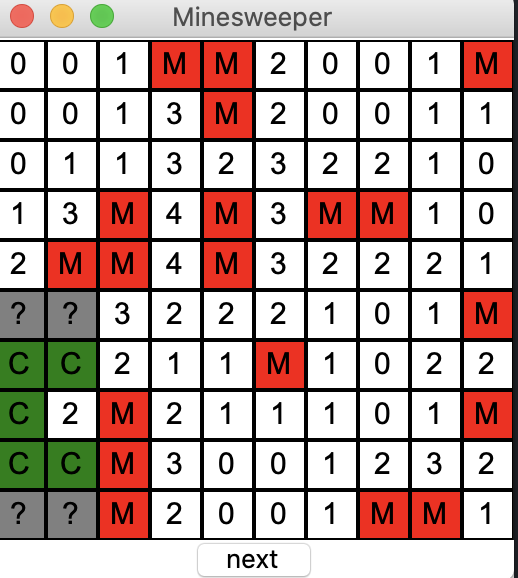 Minesweeper
0 0 1 M M 2 0 0 1 M
0 0 1 3 M 2 0 0 1 1
0 1 1 3 2 3 2 2 1 0
1 3 M 4 M 3 M M 1 0
2 M M 4 M 3 2 2 2 1
? ? 3 2 2 2 1 0 1 M
C C 2 1 1 M 1 0 2 2
C 2 M 2 1 1 1 0 1 M
C C M 3 0 0 1 2 3 2
? ? M 2 0 0 1 M M 1
next